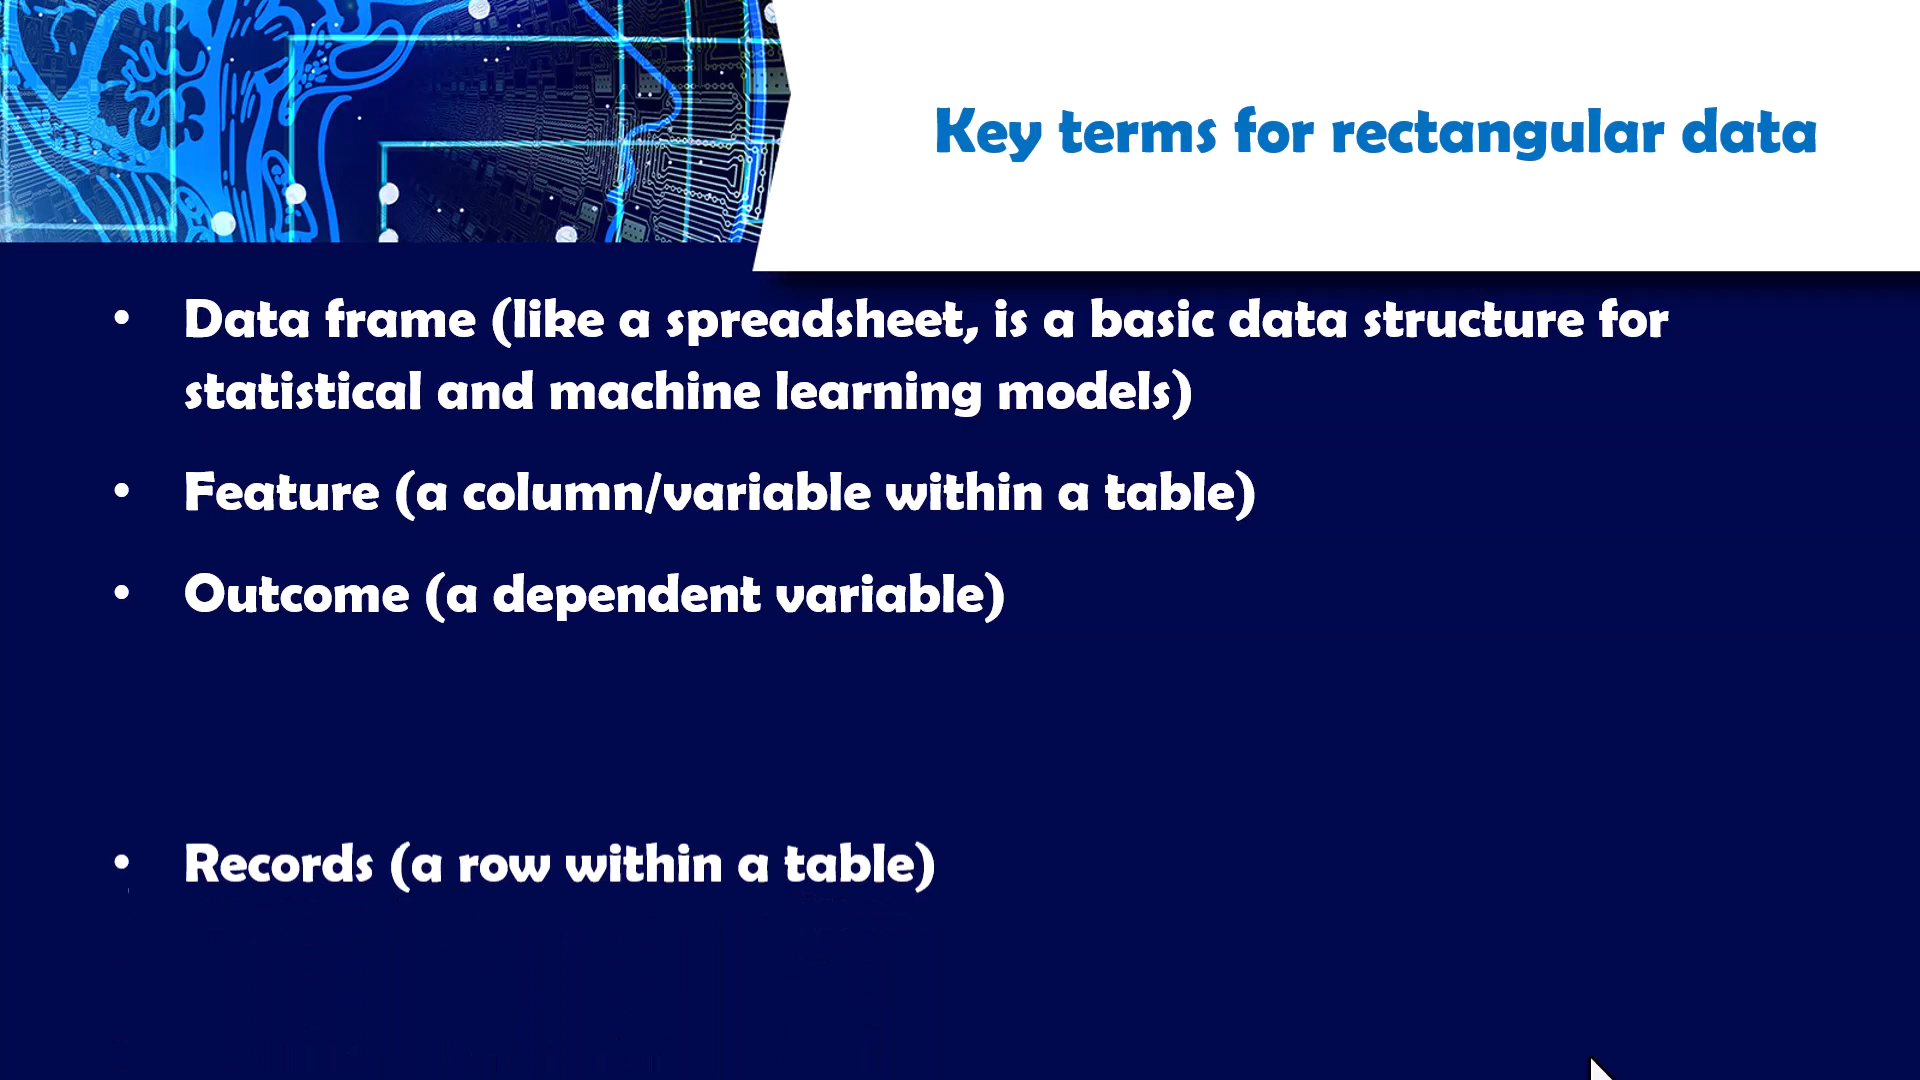 Key terms for rectangular data
• Data frame (like a spreadsheet, is a basic data structure for
statistical and machine learning models)
• Feature (a column/variable within a table)
• Outcome (a dependent variable)
• Records (a row within a table)